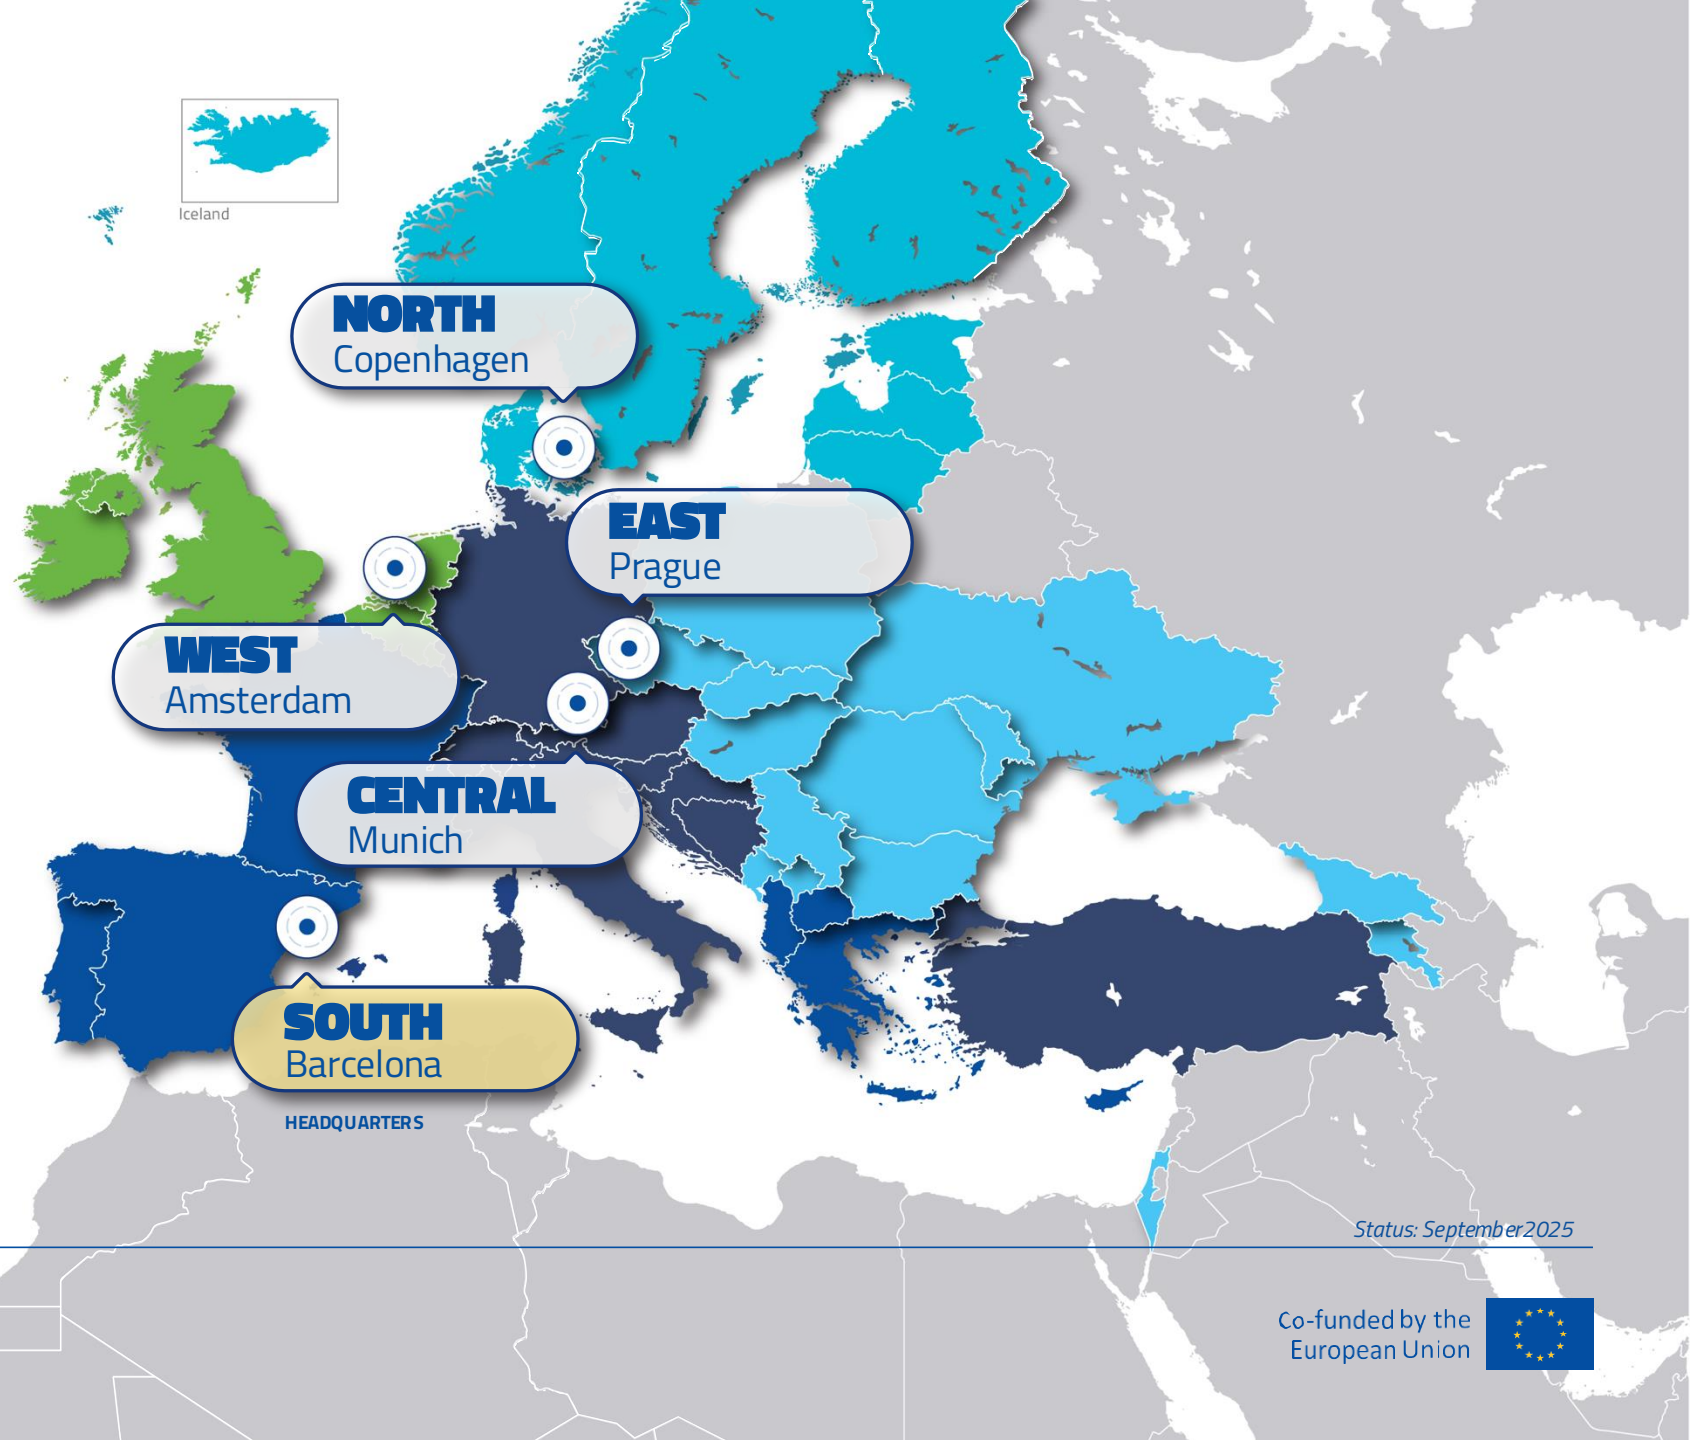 Iceland
NORTH
Copenhagen
EAST
Prague
WEST
Amsterdam
CENTRAL
Munich
SOUTH
Barcelona
HEADQUARTERS
Status: September2025
Co-funded by the
European Union